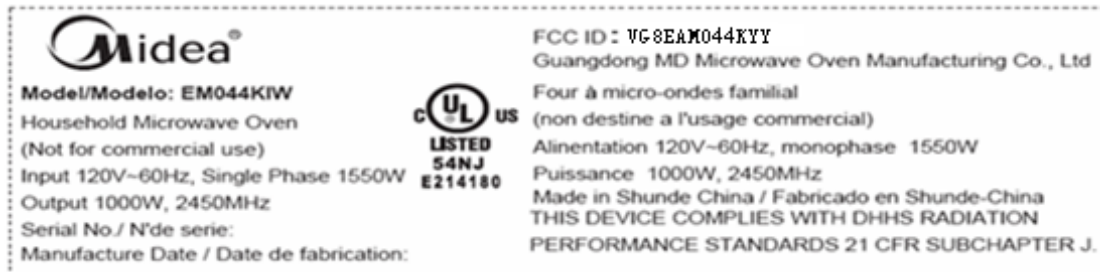 Midea®
Model/Modelo: EM044KIW
Household Microwave Oven
(Not for commercial use)
Input 120V~60Hz, Single Phase 1550W
Output 1000W, 2450MHz
Serial No./ N'de serie:
Manufacture Date / Date de fabrication:
C UL US
LISTED
54NJ
E214180
FCC ID: VG8EAM044KYY
Guangdong MD Microwave Oven Manufacturing Co., Ltd
Four à micro-ondes familial
(non destine a l'usage commercial)
Alinentation 120V~60Hz, monophase 1550W
Puissance 1000W, 2450MHz
Made in Shunde China / Fabricado en Shunde-China
THIS DEVICE COMPLIES WITH DHHS RADIATION
PERFORMANCE STANDARDS 21 CFR SUBCHAPTER J.